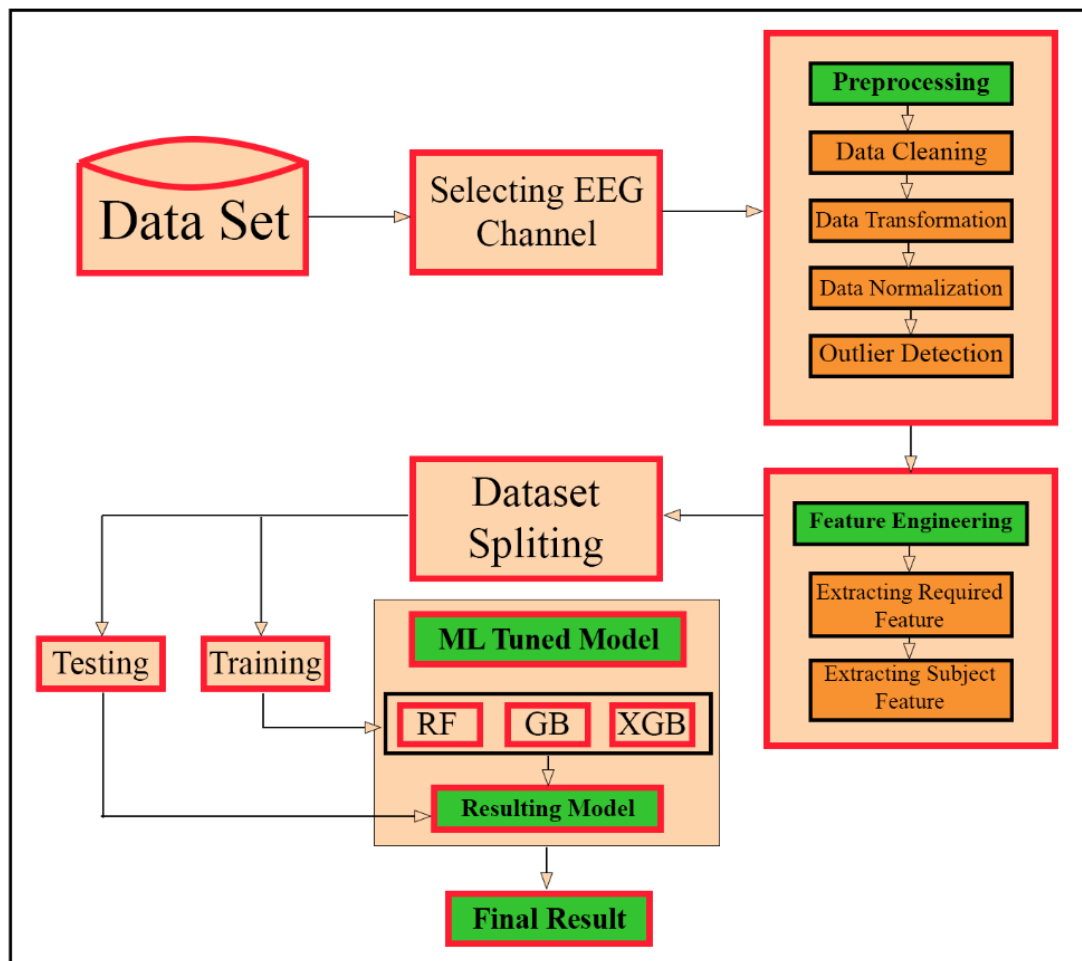 Data Set
Selecting EEG
Channel
Preprocessing
Data Cleaning
Data Transformation
Data Normalization
Outlier Detection
Feature Engineering
Extracting Required
Feature
Extracting Subject
Feature
Dataset
Spliting
Testing
Training
ML Tuned Model
RF
GB
XGB
Resulting Model
Final Result